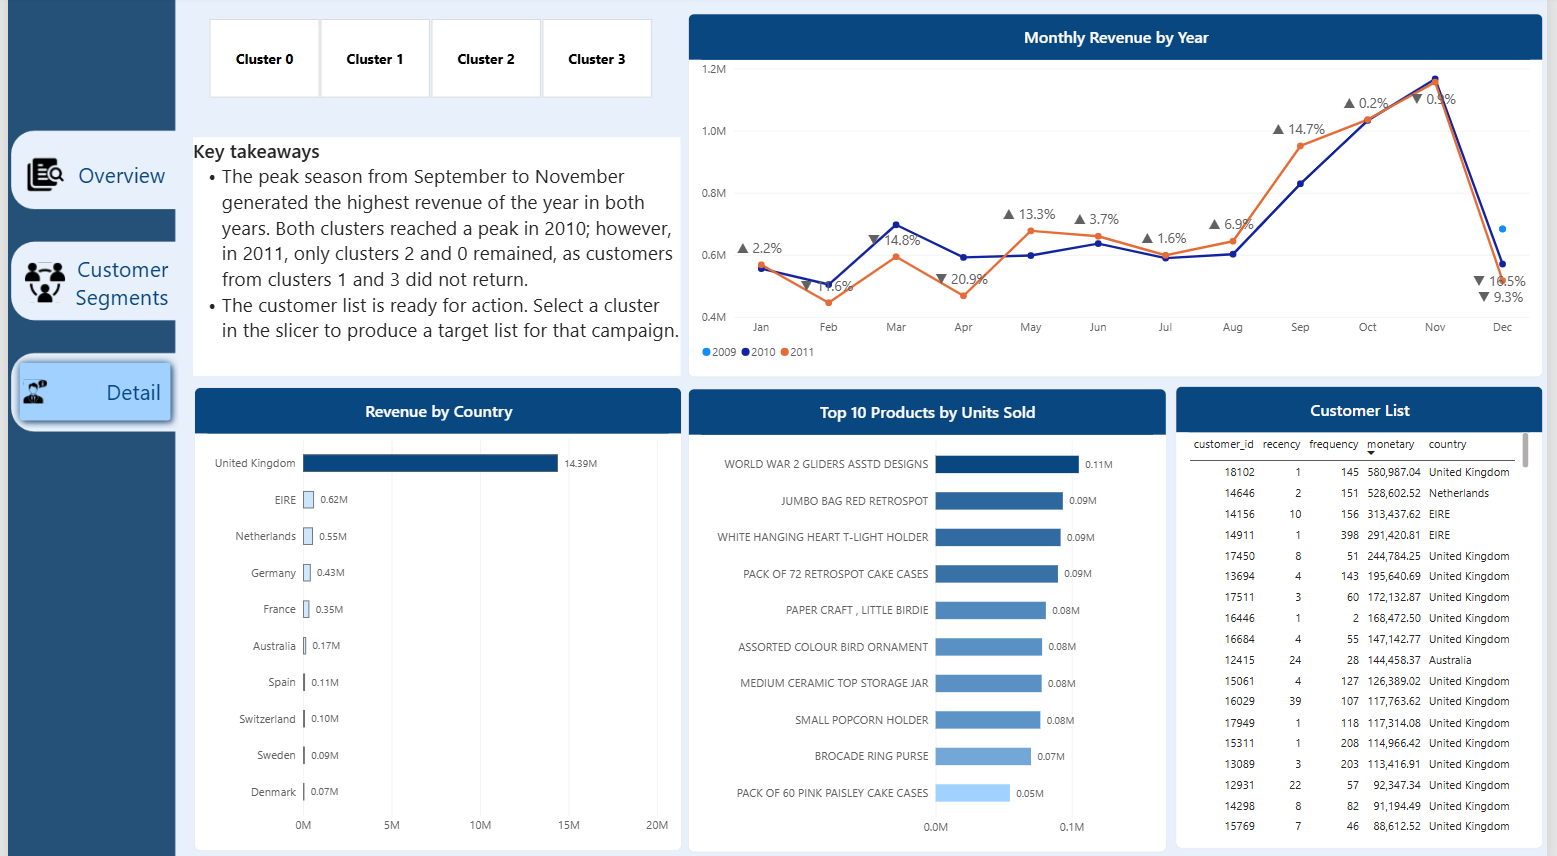 Overview
Customer
Segments
Detail
Cluster 0
Cluster 1
Cluster 2
Cluster 3
Key takeaways
• The peak season from September to November
generated the highest revenue of the year in both
years. Both clusters reached a peak in 2010; however,
in 2011, only clusters 2 and 0 remained, as customers
from clusters 1 and 3 did not return.
• The customer list is ready for action. Select a cluster
in the slicer to produce a target list for that campaign.
Monthly Revenue by Year
1.2M
1.0M
0.8M
0.6M
0.4M
▲ 2.2%
▼ 11.6%
▼ 14.8%
▼ 20.9%
▲ 13.3%
▲ 3.7%
▲ 1.6%
▲ 6.9%
▲ 14.7%
▲ 0.2%
▼ 0.9%
▼ 16.5%
▼ 9.3%
Jan Feb Mar Apr May Jun Jul Aug Sep Oct Nov Dec
2009 2010 2011
Revenue by Country
United Kingdom 14.39M
EIRE 0.62M
Netherlands 0.55M
Germany 0.43M
France 0.35M
Australia 0.17M
Spain 0.11M
Switzerland 0.10M
Sweden 0.09M
Denmark 0.07M
0M 5M 10M 15M 20M
Top 10 Products by Units Sold
WORLD WAR 2 GLIDERS ASSTD DESIGNS 0.11M
JUMBO BAG RED RETROSPOT 0.09M
WHITE HANGING HEART T-LIGHT HOLDER 0.09M
PACK OF 72 RETROSPOT CAKE CASES 0.09M
PAPER CRAFT , LITTLE BIRDIE 0.08M
ASSORTED COLOUR BIRD ORNAMENT 0.08M
MEDIUM CERAMIC TOP STORAGE JAR 0.08M
SMALL POPCORN HOLDER 0.08M
BROCADE RING PURSE 0.07M
PACK OF 60 PINK PAISLEY CAKE CASES 0.05M
0.0M 0.1M
Customer List
customer_id recency frequency monetary country
18102 1 145 580,987.04 United Kingdom
14646 2 151 528,602.52 Netherlands
14156 10 156 313,437.62 EIRE
14911 1 398 291,420.81 EIRE
17450 8 51 244,784.25 United Kingdom
13694 4 143 195,640.69 United Kingdom
17511 3 60 172,132.87 United Kingdom
16446 1 2 168,472.50 United Kingdom
16684 4 55 147,142.77 United Kingdom
12415 24 28 144,458.37 Australia
15061 4 127 126,389.02 United Kingdom
16029 39 107 117,763.62 United Kingdom
17949 1 118 117,314.08 United Kingdom
15311 1 208 114,966.42 United Kingdom
13089 3 203 113,416.91 United Kingdom
12931 22 57 92,347.34 United Kingdom
14298 8 82 91,194.49 United Kingdom
15769 7 46 88,612.52 United Kingdom